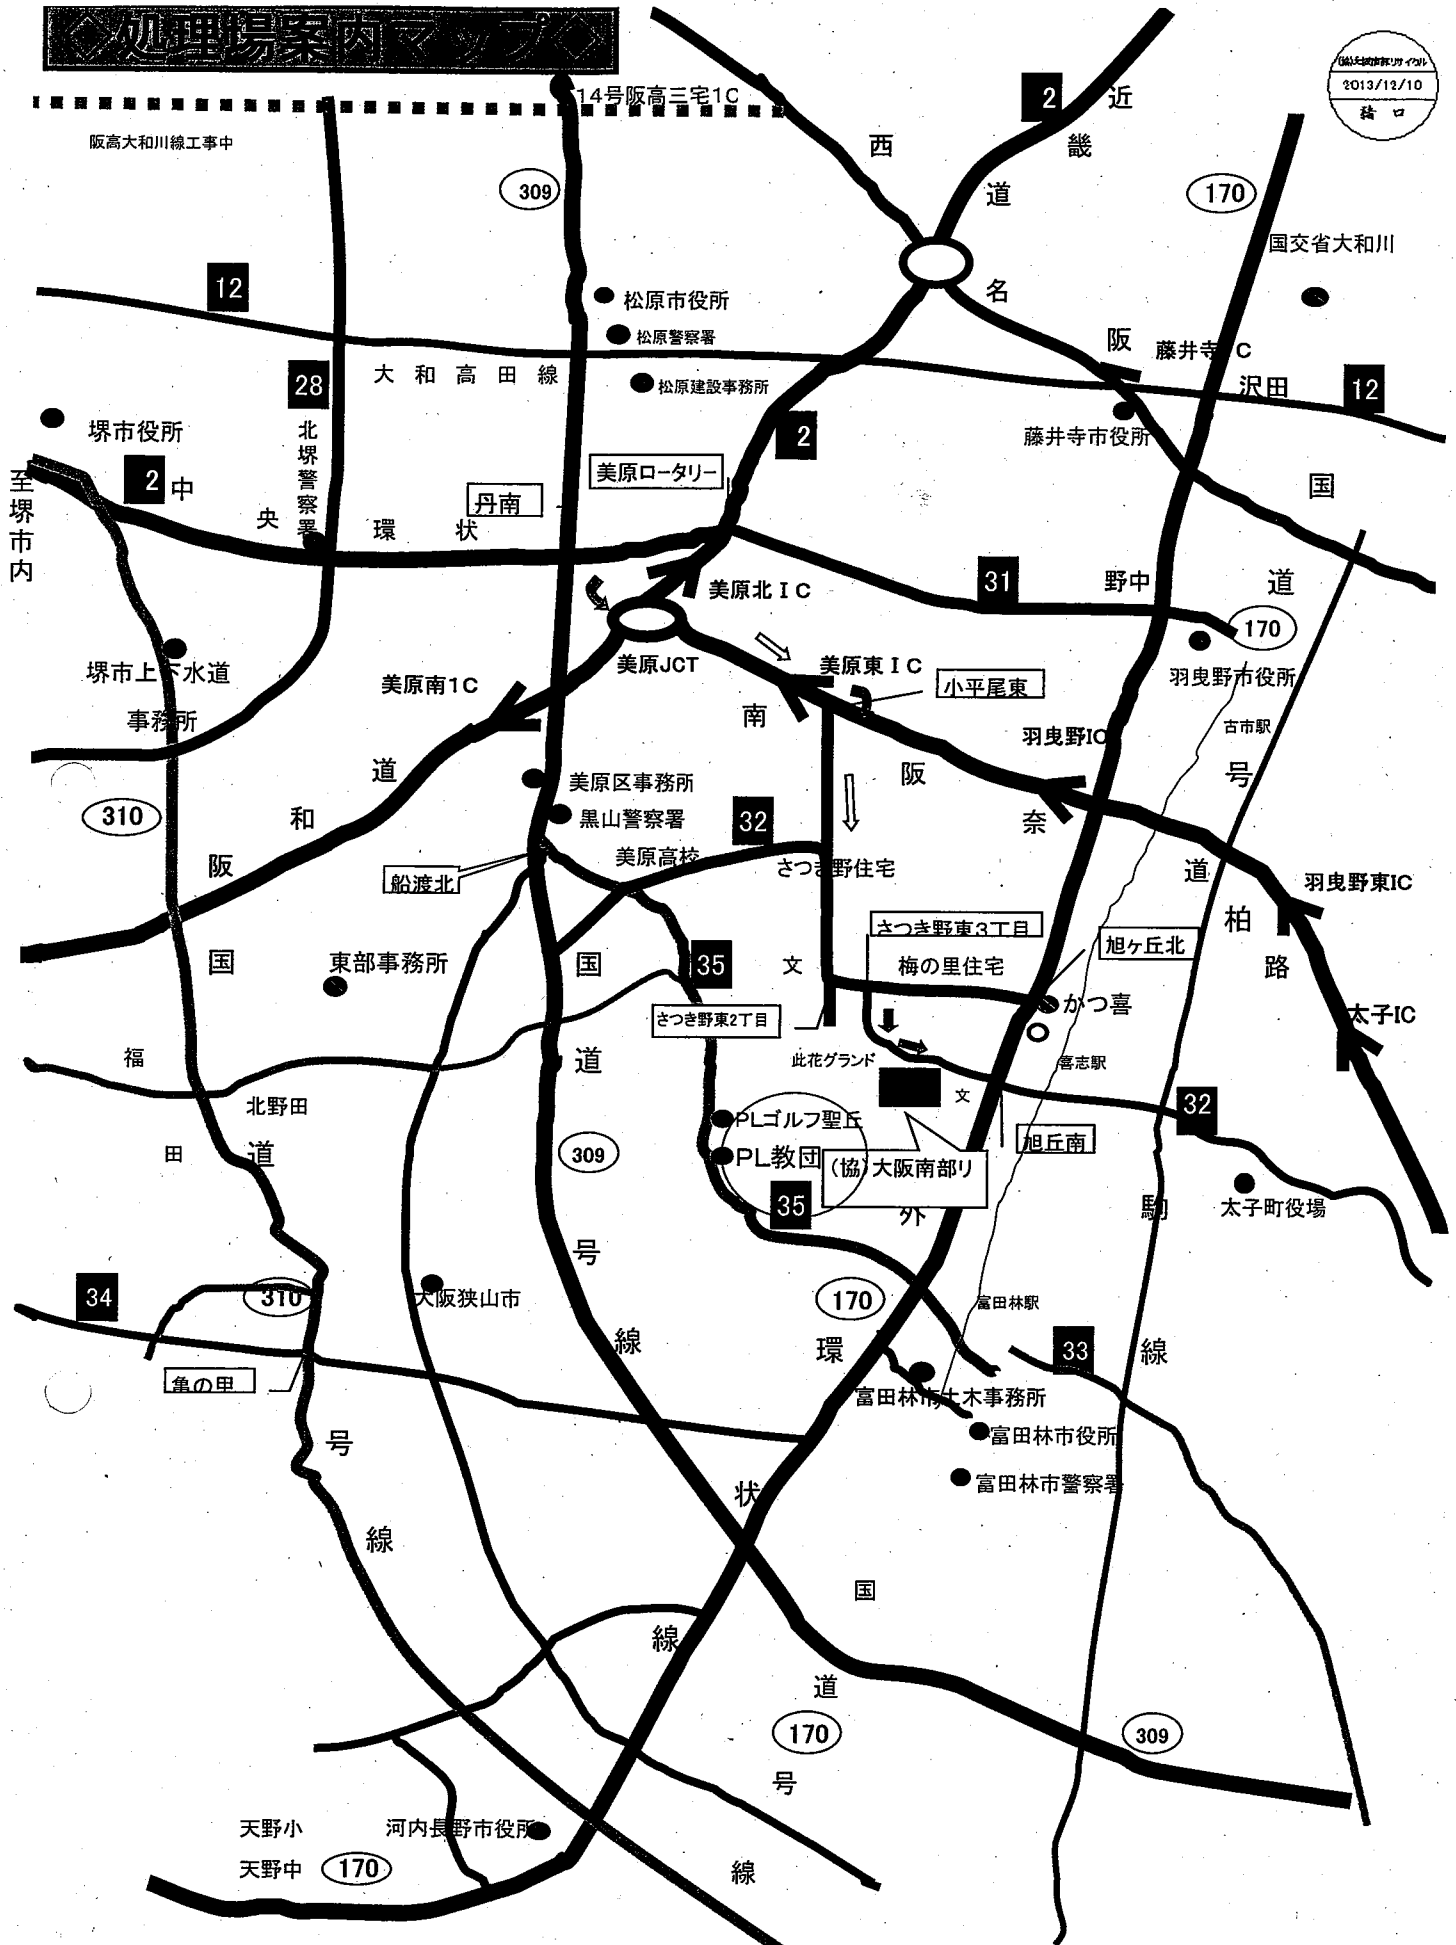 ◇処理場案内マップ◇
14号阪高三宅1C
阪高大和川線工事中
2013/12/10
2
近
畿
道
西
名
阪
国
道
309
170
国交省大和川
12
松原市役所
松原警察署
松原建設事務所
大和高田線
28
北堺警察署
藤井寺IC
沢田
12
藤井寺市役所
堺市役所
2
2
中央環状
至堺市内
丹南
美原ロータリー
美原北IC
31
野中
170
羽曳野市役所
古市駅
堺市上下水道
事務所
美原JCT
美原南1C
美原東IC
小平尾東
南
阪
奈
道
路
羽曳野IC
号
310
阪
和
道
美原区事務所
黒山警察署
32
美原高校
さつき野住宅
船渡北
羽曳野東IC
柏
さつき野東3丁目
旭ヶ丘北
梅の里住宅
文
国
東部事務所
国
35
かつ喜
太子IC
さつき野東2丁目
此花グランド
喜志駅
福
道
北野田
文
32
田
道
309
PLゴルフ聖丘
PL教団
(協)大阪南部リ
旭丘南
35
外
駒
太子町役場
号
34
310
大阪狭山市
170
富田林駅
線
環
33
線
亀の甲
富田林市土木事務所
富田林市役所
富田林市警察署
号
状
線
国
線
道
170
309
号
天野小
河内長野市役所
天野中
170
線